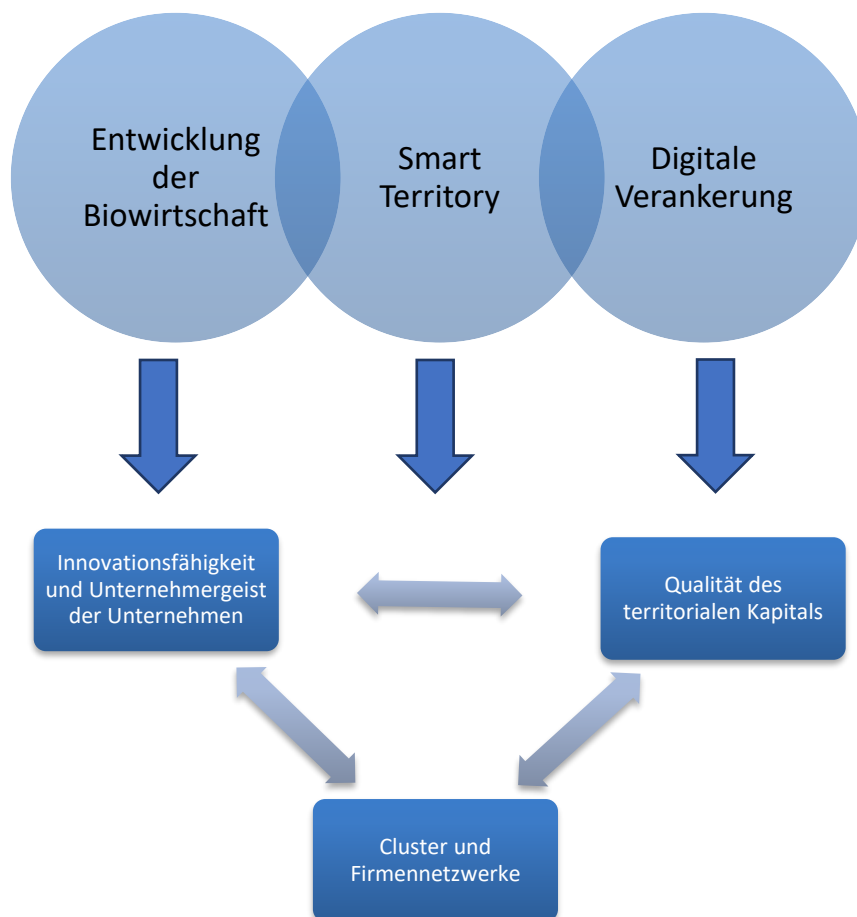 Entwicklung
der
Biowirtschaft
Smart
Territory
Digitale
Verankerung
Innovationsfähigkeit
und Unternehmergeist
der Unternehmen
Qualität des
territorialen Kapitals
Cluster und
Firmennetzwerke